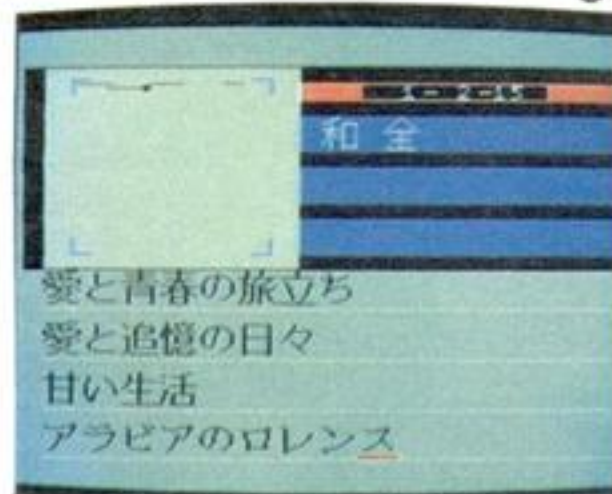 和 全
愛と青春の旅立ち
愛と追憶の日々
甘い生活
アラビアのロレンス